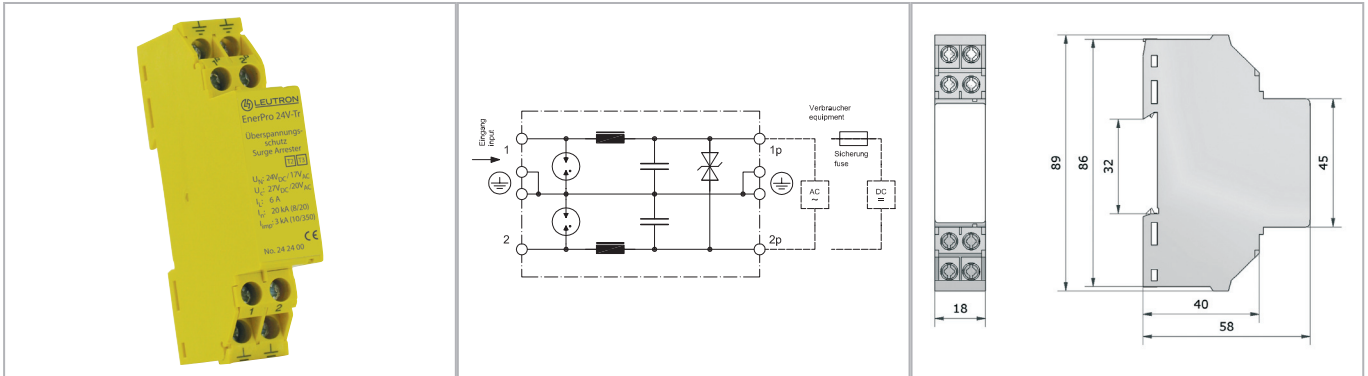 1' 2'
LEUTRON
EnerPro 24V-Tr
Überspannungs-
schutz
Surge Arrester
T2 T3
UN: 24VDC/17VAC
UC: 27VDC/20VAC
IL: 6 A
In: 20 kA (8/20)
Iimp: 3 kA (10/350)
CE
No. 24 24 00
1 2
Eingang
input
1
2
1p
2p
Verbraucher
equipment
Sicherung
fuse
AC
~
DC
=
89
86
32
45
18
40
58